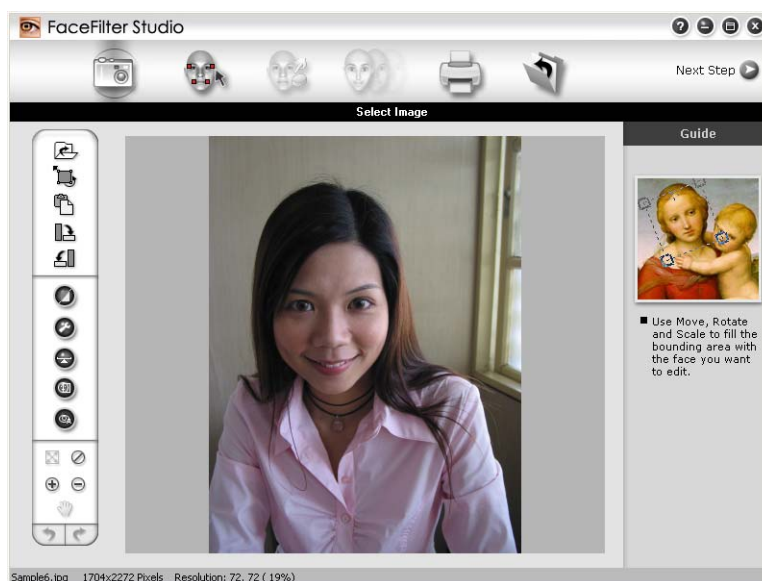 FaceFilter Studio
Next Step
Select Image
Guide
Use Move, Rotate
and Scale to fill the
bounding area with
the face you want
to edit.
Sample6.jpg 1704x2272 Pixels Resolution: 72, 72 ( 19%)